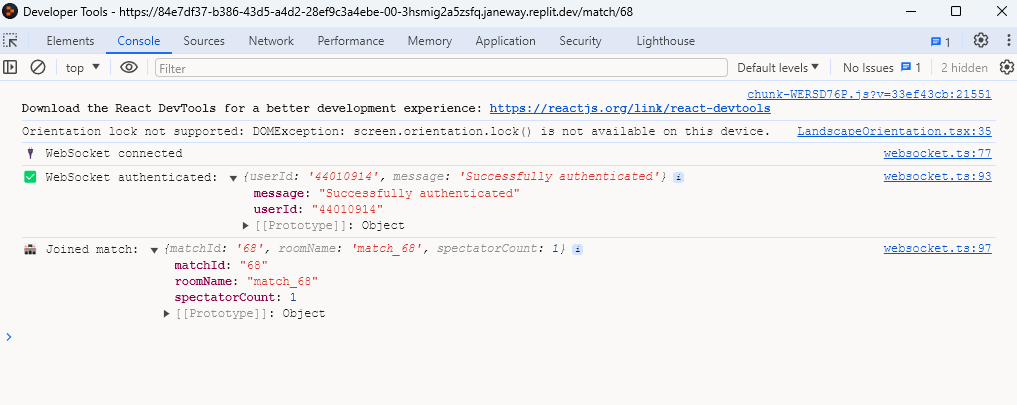 Developer Tools - https://84e7df37-b386-43d5-a4d2-28ef9c3a4ebe-00-3hsmig2a5zsfq.janeway.replit.dev/match/68
Elements Console Sources Network Performance Memory Application Security Lighthouse 1
top Filter Default levels No Issues 1 2 hidden
chunk-WERSD76P.js?v=33ef43cb:21551
Download the React DevTools for a better development experience: https://reactjs.org/link/react-devtools
Orientation lock not supported: DOMException: screen.orientation.lock() is not available on this device. LandscapeOrientation.tsx:35
WebSocket connected websocket.ts:77
WebSocket authenticated: {userId: '44010914', message: 'Successfully authenticated'} i websocket.ts:93
message: "Successfully authenticated"
userId: "44010914"
[[Prototype]]: Object
Joined match: {matchId: '68', roomName: 'match_68', spectatorCount: 1} i websocket.ts:97
matchId: "68"
roomName: "match_68"
spectatorCount: 1
[[Prototype]]: Object